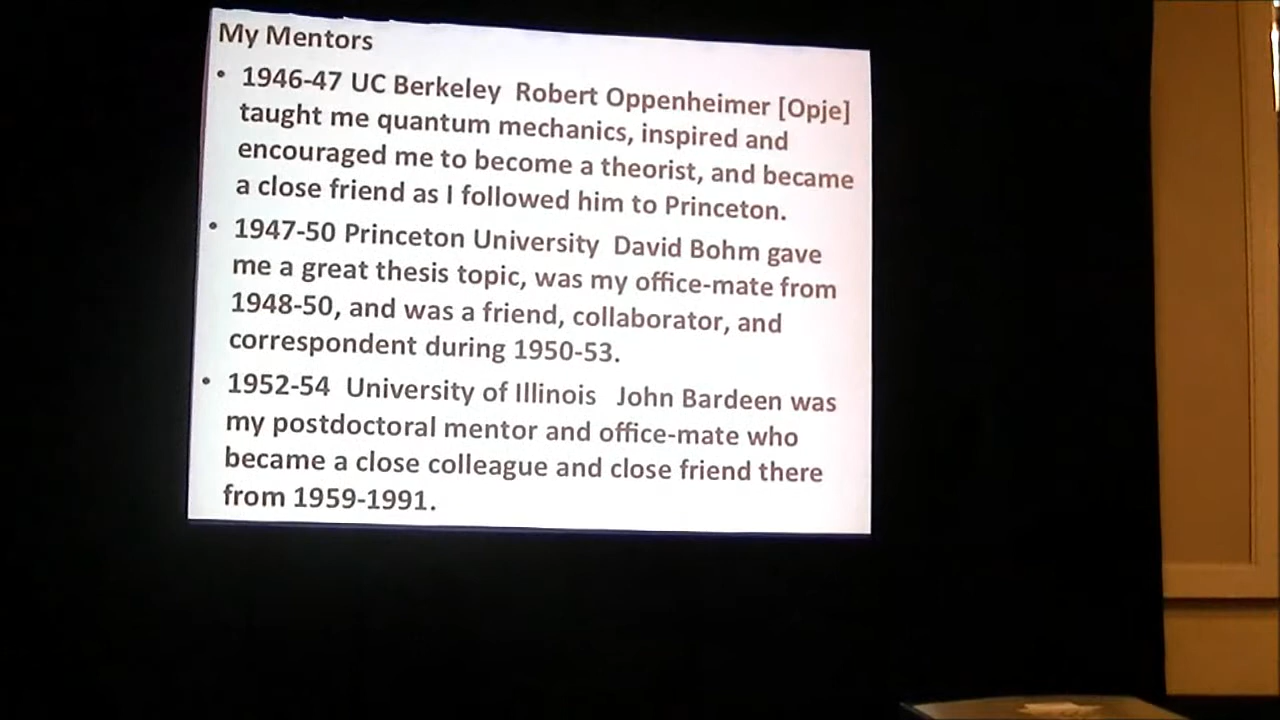 My Mentors
• 1946-47 UC Berkeley Robert Oppenheimer [Opje]
taught me quantum mechanics, inspired and
encouraged me to become a theorist, and became
a close friend as I followed him to Princeton.
• 1947-50 Princeton University David Bohm gave
me a great thesis topic, was my office-mate from
1948-50, and was a friend, collaborator, and
correspondent during 1950-53.
• 1952-54 University of Illinois John Bardeen was
my postdoctoral mentor and office-mate who
became a close colleague and close friend there
from 1959-1991.